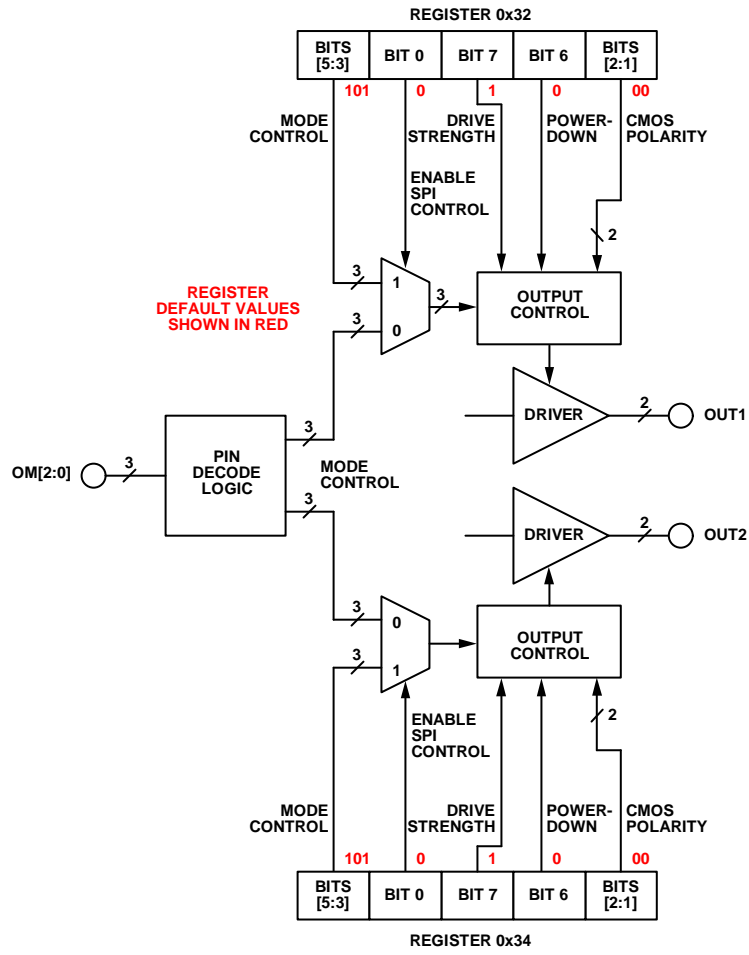 REGISTER 0x32
BITS
[5:3]
BIT 0
BIT 7
BIT 6
BITS
[2:1]
101
0
1
0
00
MODE
CONTROL
DRIVE
STRENGTH
POWER-
DOWN
CMOS
POLARITY
ENABLE
SPI
CONTROL
2
3
1
3
0
3
REGISTER
DEFAULT VALUES
SHOWN IN RED
OUTPUT
CONTROL
DRIVER
2
OUT1
OM[2:0]
3
PIN
DECODE
LOGIC
3
MODE
CONTROL
3
DRIVER
2
OUT2
3
0
3
1
OUTPUT
CONTROL
2
ENABLE
SPI
CONTROL
MODE
CONTROL
DRIVE
STRENGTH
POWER-
DOWN
CMOS
POLARITY
101
0
1
0
00
BITS
[5:3]
BIT 0
BIT 7
BIT 6
BITS
[2:1]
REGISTER 0x34